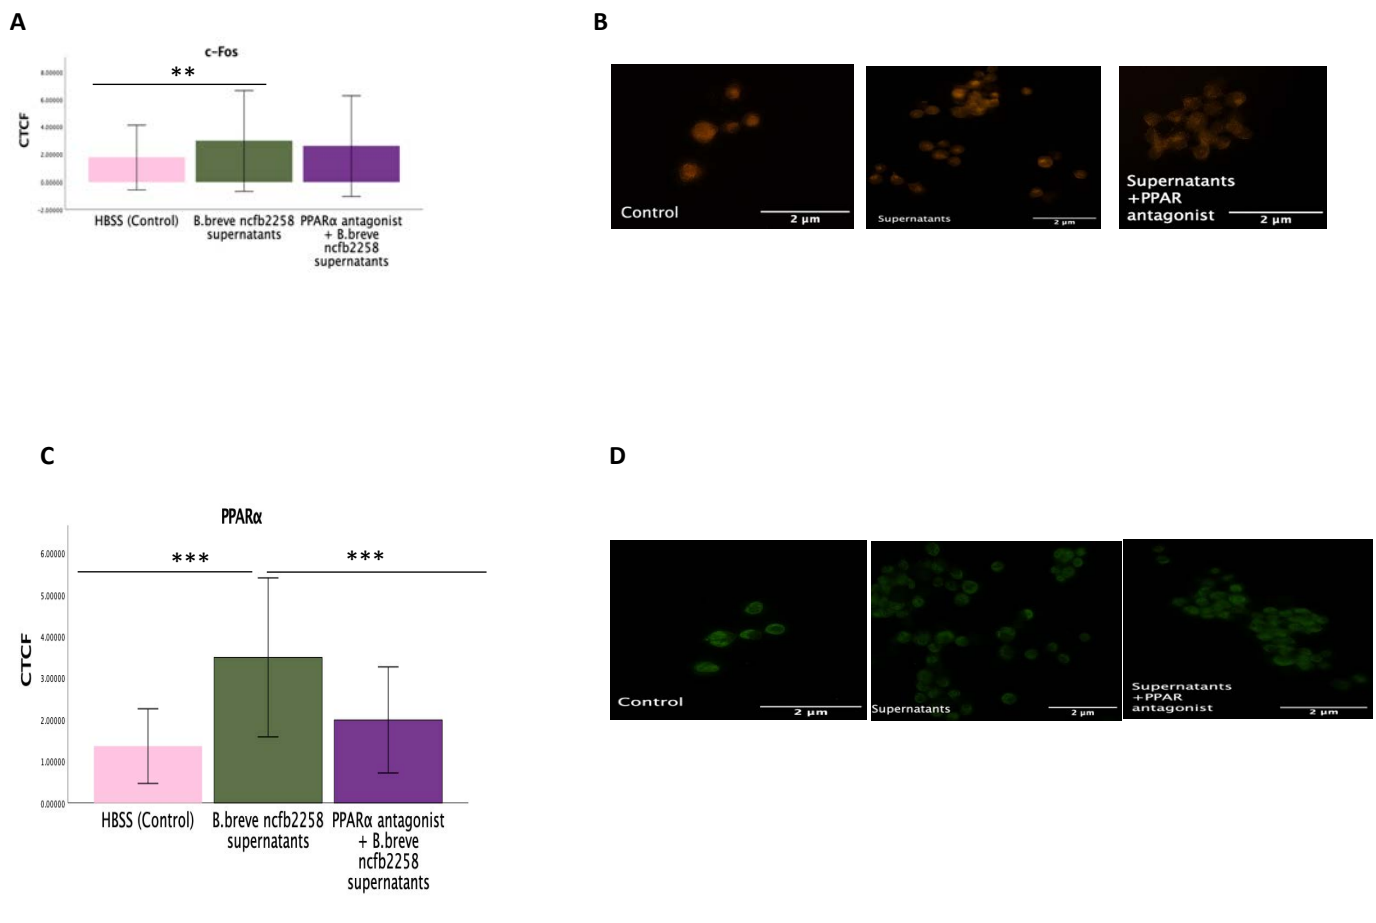 A
B
c-Fos
**
8.00000
6.00000
4.00000
2.00000
0.00000
-2.00000
CTCF
HBSS (Control)
B.breve ncfb2258
supernatants
PPARα antagonist
+ B.breve
ncfb2258
supernatants
Control
2 μm
Supernatants
2 μm
Supernatants
+PPAR
antagonist
2 μm
C
D
PPARα
***
***
6.00000
5.00000
4.00000
3.00000
2.00000
1.00000
0.00000
CTCF
HBSS (Control)
B.breve ncfb2258
supernatants
PPARα antagonist
+ B.breve
ncfb2258
supernatants
Control
2 μm
Supernatants
2 μm
Supernatants
+PPAR
antagonist
2 μm